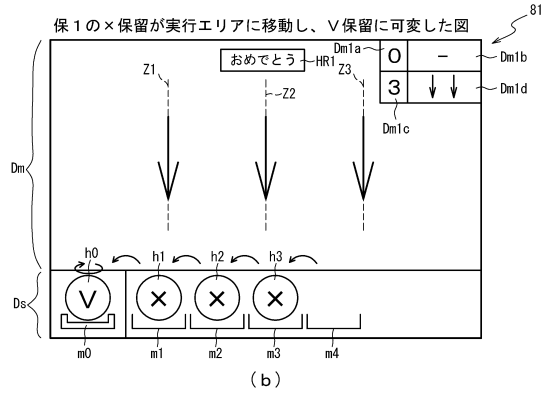 保1の×保留が実行エリアに移動し、V保留に可変した図
81
おめでとう HR1
Dm1a 0 − Dm1b
3 Dm1d
Dm1c
Z1 Z2 Z3
Dm
h0 h1 h2 h3
Ds V × × ×
m0 m1 m2 m3 m4
(b)